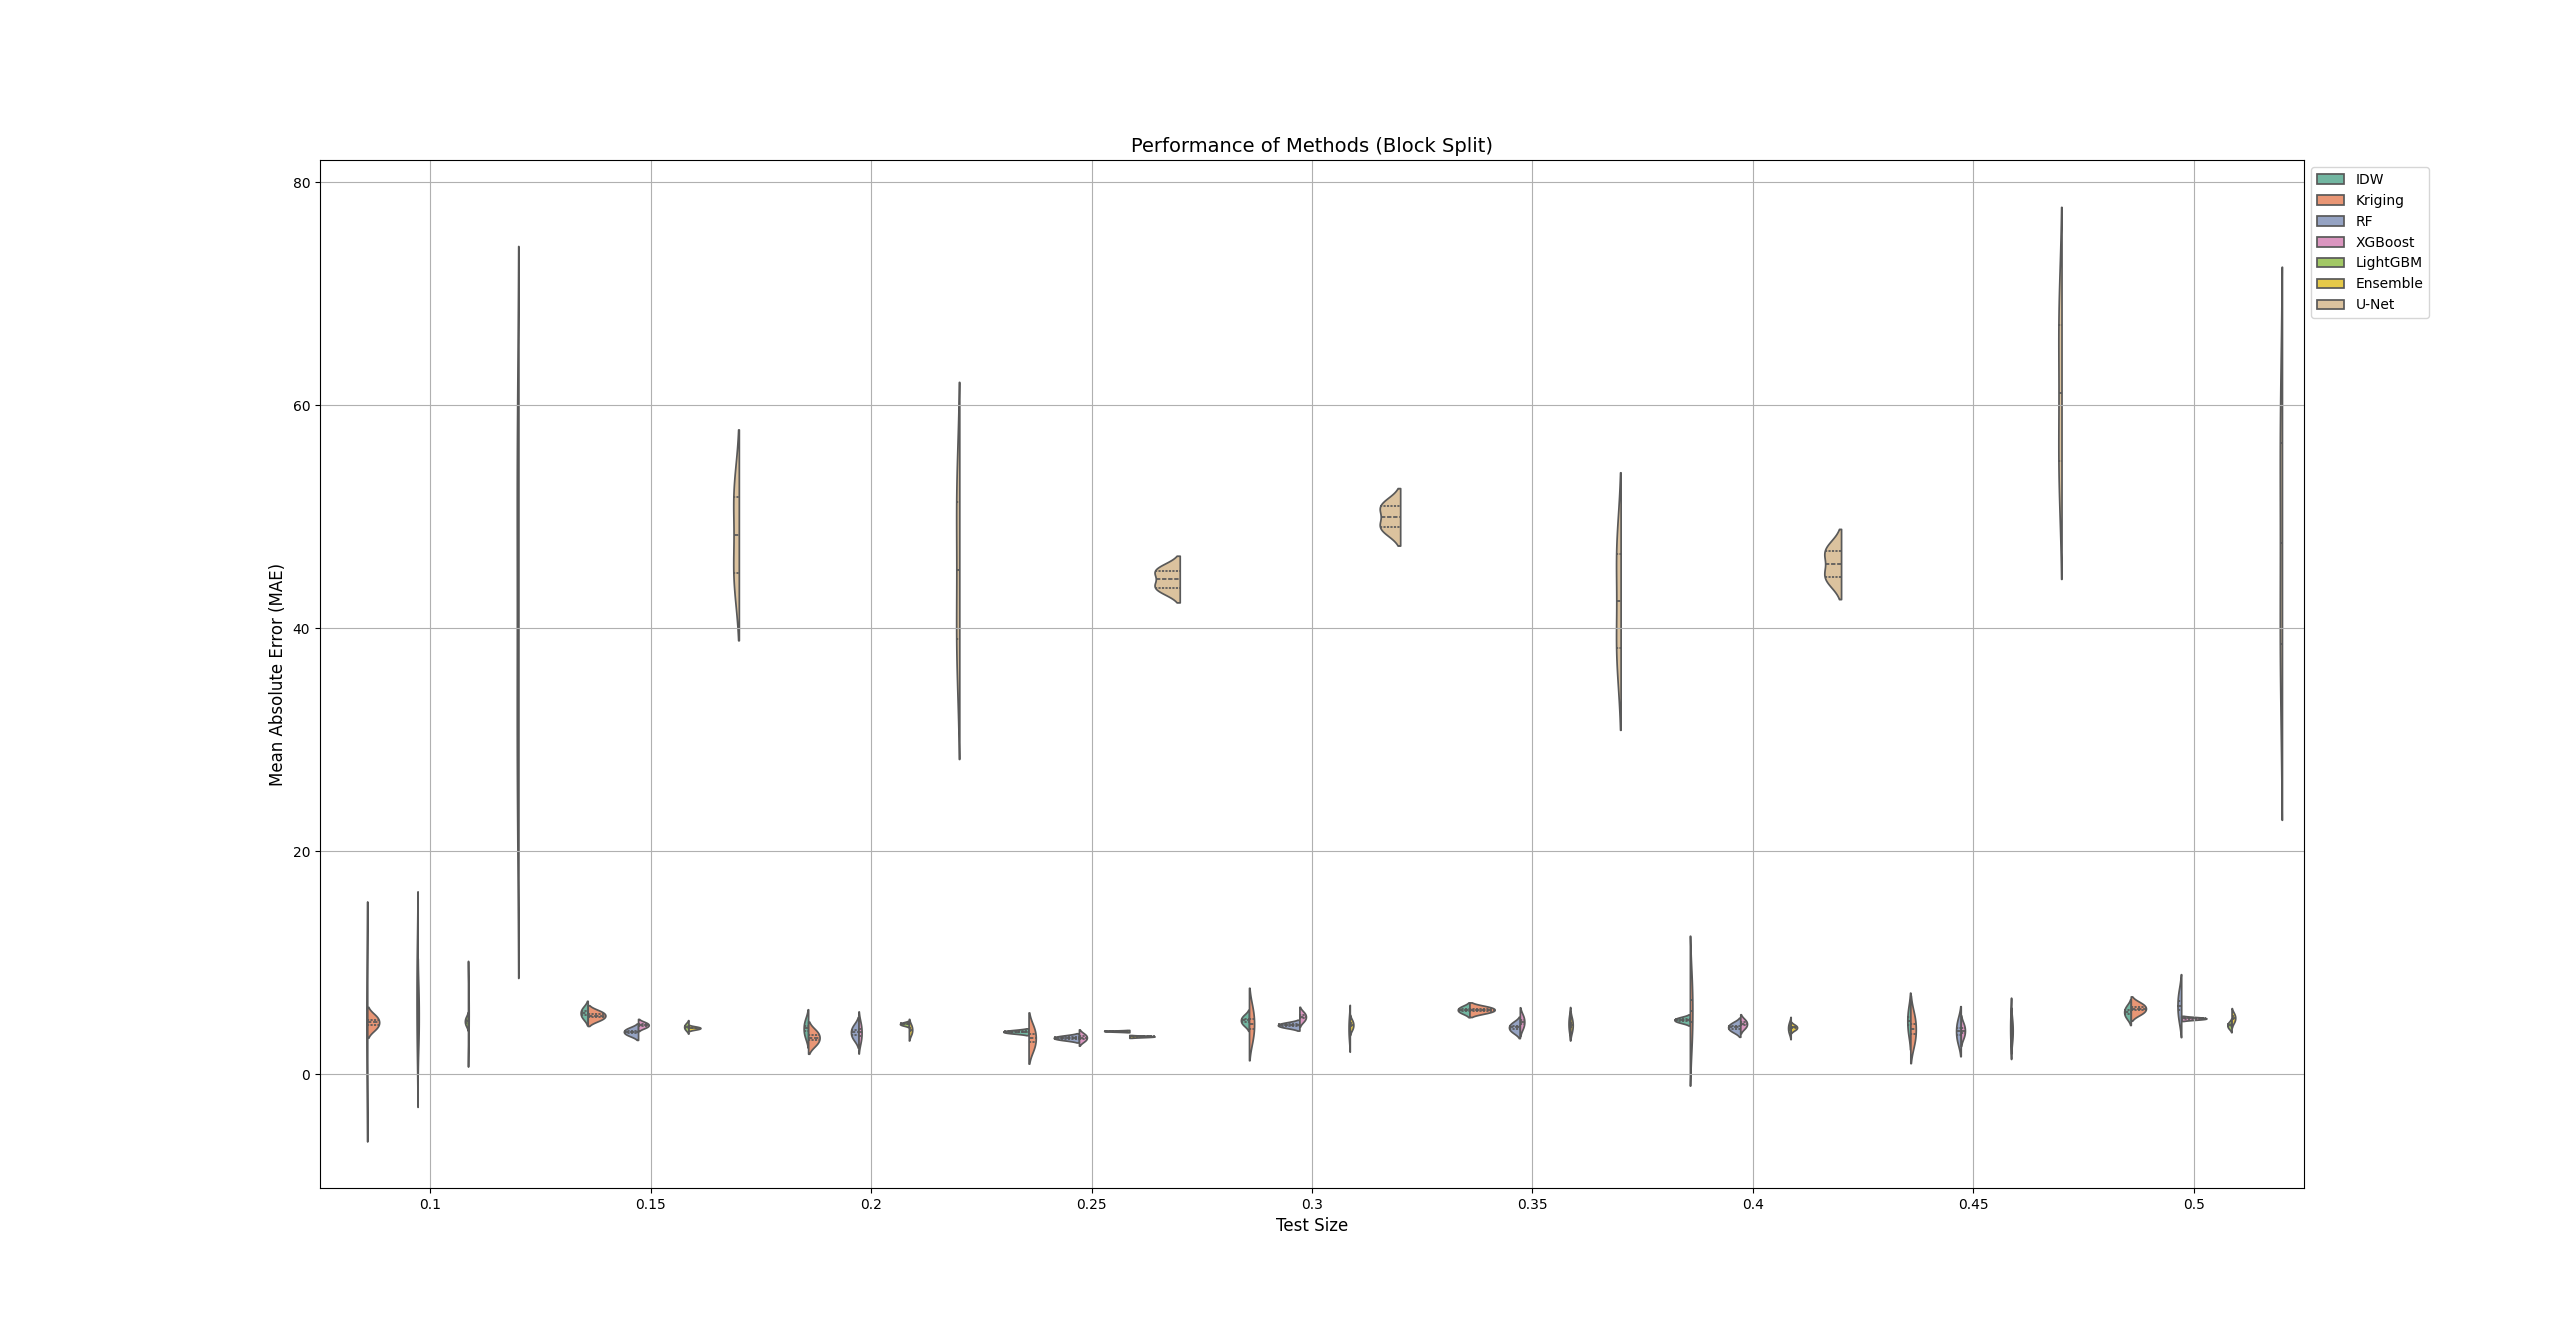 Performance of Methods (Block Split)
Mean Absolute Error (MAE)
80
60
40
20
0
0.1
0.15
0.2
0.25
0.3
0.35
0.4
0.45
0.5
Test Size
IDW
Kriging
RF
XGBoost
LightGBM
Ensemble
U-Net